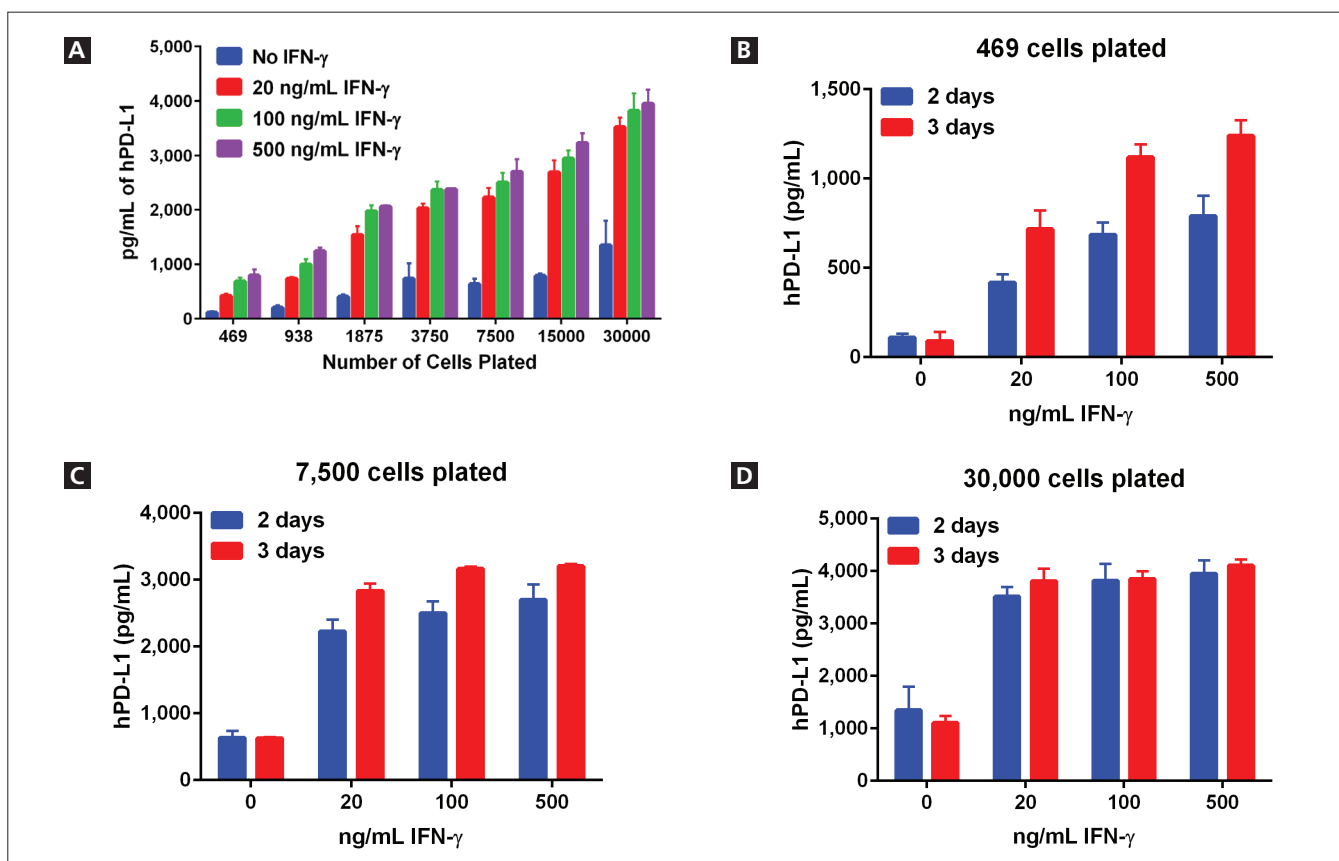 A
5,000
4,000
3,000
2,000
1,000
0
pg/mL of hPD-L1
No IFN-γ
20 ng/mL IFN-γ
100 ng/mL IFN-γ
500 ng/mL IFN-γ
469 938 1875 3750 7500 15000 30000
Number of Cells Plated
B
469 cells plated
1,500
1,000
500
0
hPD-L1 (pg/mL)
2 days
3 days
0 20 100 500
ng/mL IFN-γ
C
7,500 cells plated
4,000
3,000
2,000
1,000
0
hPD-L1 (pg/mL)
2 days
3 days
0 20 100 500
ng/mL IFN-γ
D
30,000 cells plated
5,000
4,000
3,000
2,000
1,000
0
hPD-L1 (pg/mL)
2 days
3 days
0 20 100 500
ng/mL IFN-γ